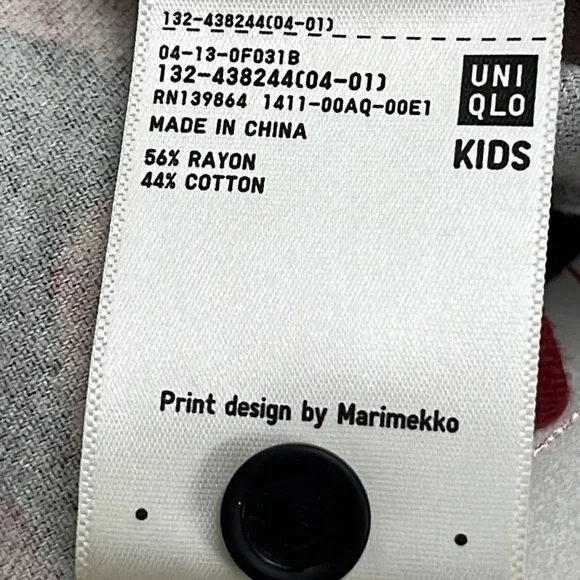 132-438244(04-01)
04-13-0F031B
132-438244(04-01)
RN139864 1411-00AQ-00E1
MADE IN CHINA
56% RAYON
44% COTTON
UNI
QLO
KIDS
Print design by Marimekko